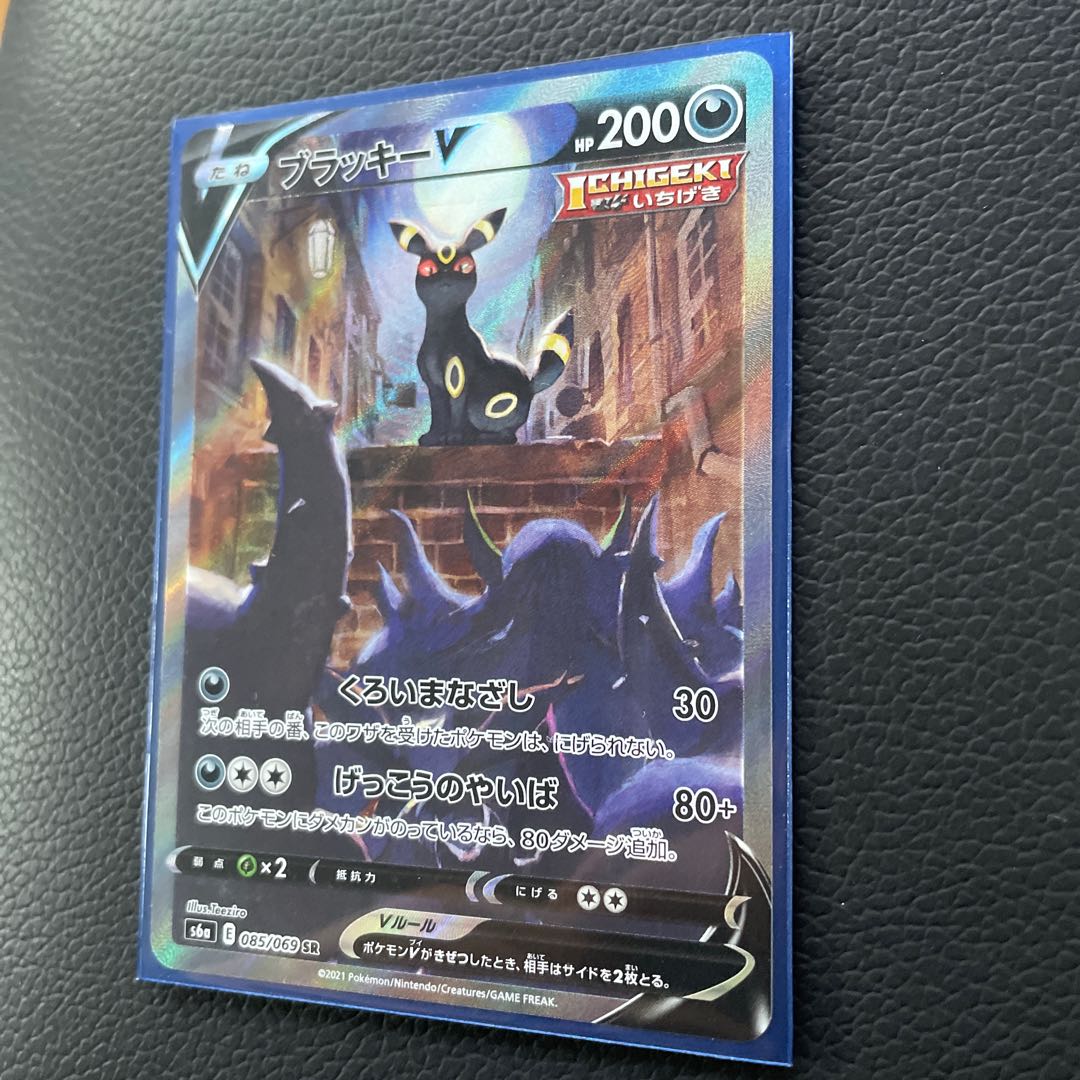 たね ブラッキーV HP 200
ICHIGEKI
いちげき
くろいまなざし 30
次の相手の番、このワザを受けたポケモンは、にげられない。
げっこうのやいば 80+
このポケモンにダメカンがのっているなら、80ダメージ追加。
弱点 ×2 抵抗力 にげる
Illus.Teeziro
s6a E 085/069 SR
Vルール
ポケモンVがきぜつしたとき、相手はサイドを2枚とる。
©2021 Pokémon/Nintendo/Creatures/GAME FREAK.